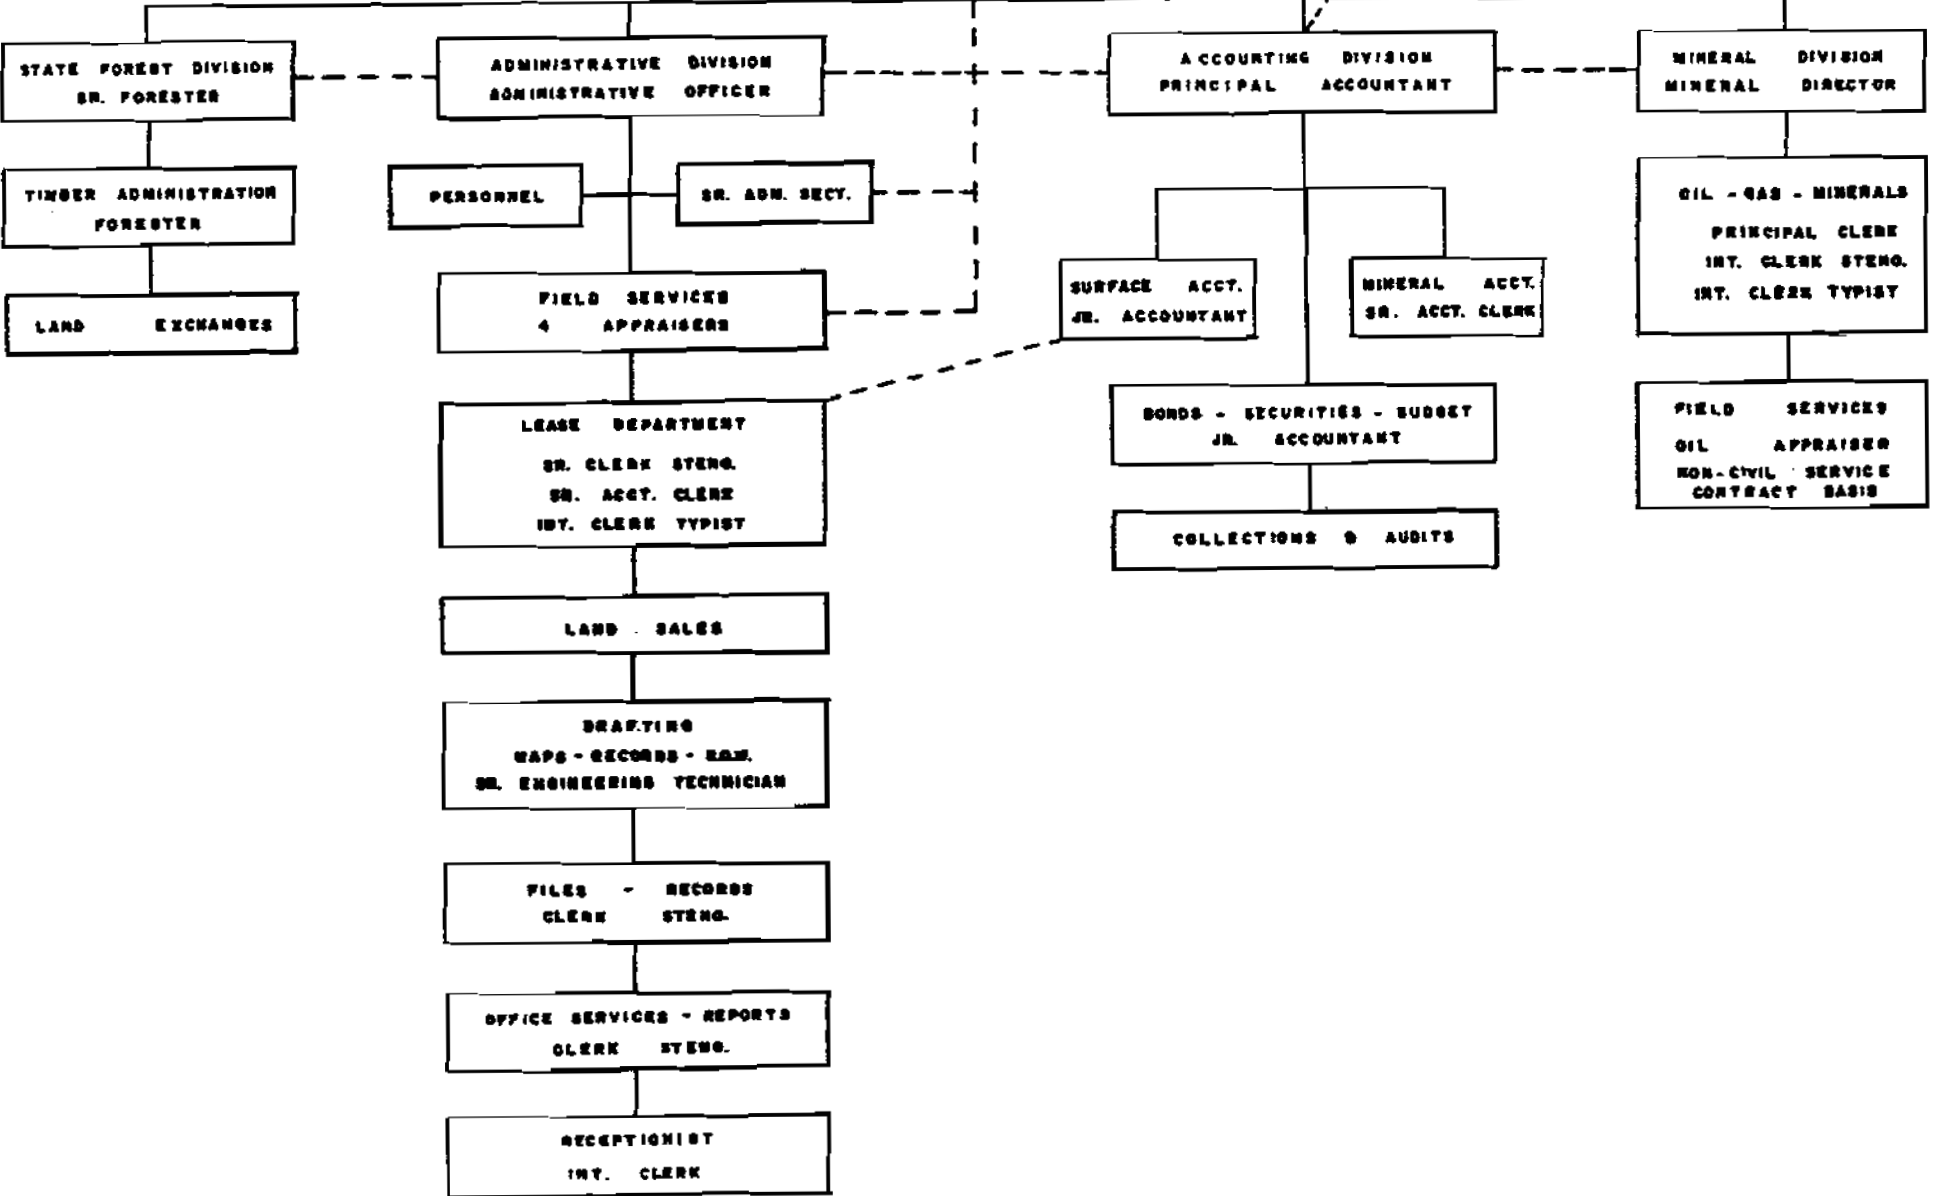 STATE FOREST DIVISION
SR. FORESTER
TIMBER ADMINISTRATION
FORESTER
LAND EXCHANGES
ADMINISTRATIVE DIVISION
ADMINISTRATIVE OFFICER
PERSONNEL
SR. ADM. SECT.
FIELD SERVICES
4 APPRAISERS
LEASE DEPARTMENT
SR. CLERK STENO.
SR. ACCT. CLERK
INT. CLERK TYPIST
LAND SALES
DRAFTING
MAPS - RECORDS - R.O.W.
SR. ENGINEERING TECHNICIAN
FILES - RECORDS
CLERK STENO.
OFFICE SERVICES - REPORTS
CLERK STENO.
RECEPTIONIST
INT. CLERK
ACCOUNTING DIVISION
PRINCIPAL ACCOUNTANT
SURFACE ACCT.
JR. ACCOUNTANT
MINERAL ACCT.
SR. ACCT. CLERK
BONDS - SECURITIES - BUDGET
JR. ACCOUNTANT
COLLECTIONS & AUDITS
MINERAL DIVISION
MINERAL DIRECTOR
OIL - GAS - MINERALS
PRINCIPAL CLERK
INT. CLERK STENO.
INT. CLERK TYPIST
FIELD SERVICES
OIL APPRAISER
NON-CIVIL SERVICE
CONTRACT BASIS